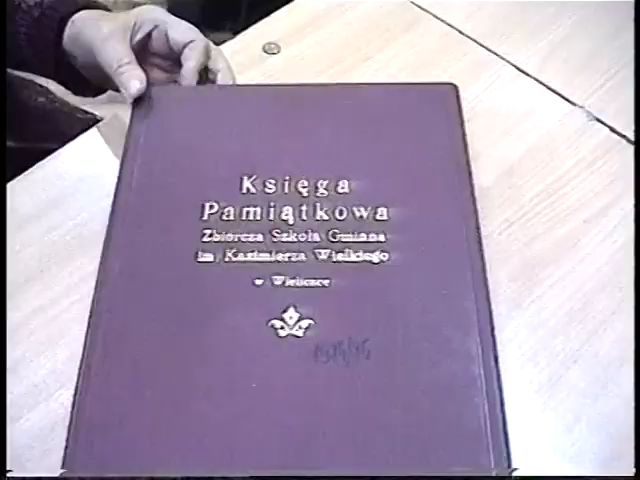 Księga
Pamiątkowa
Zbiorcza Szkoła Gminna
im Kazimierza Wielkiego
w Wieliczce